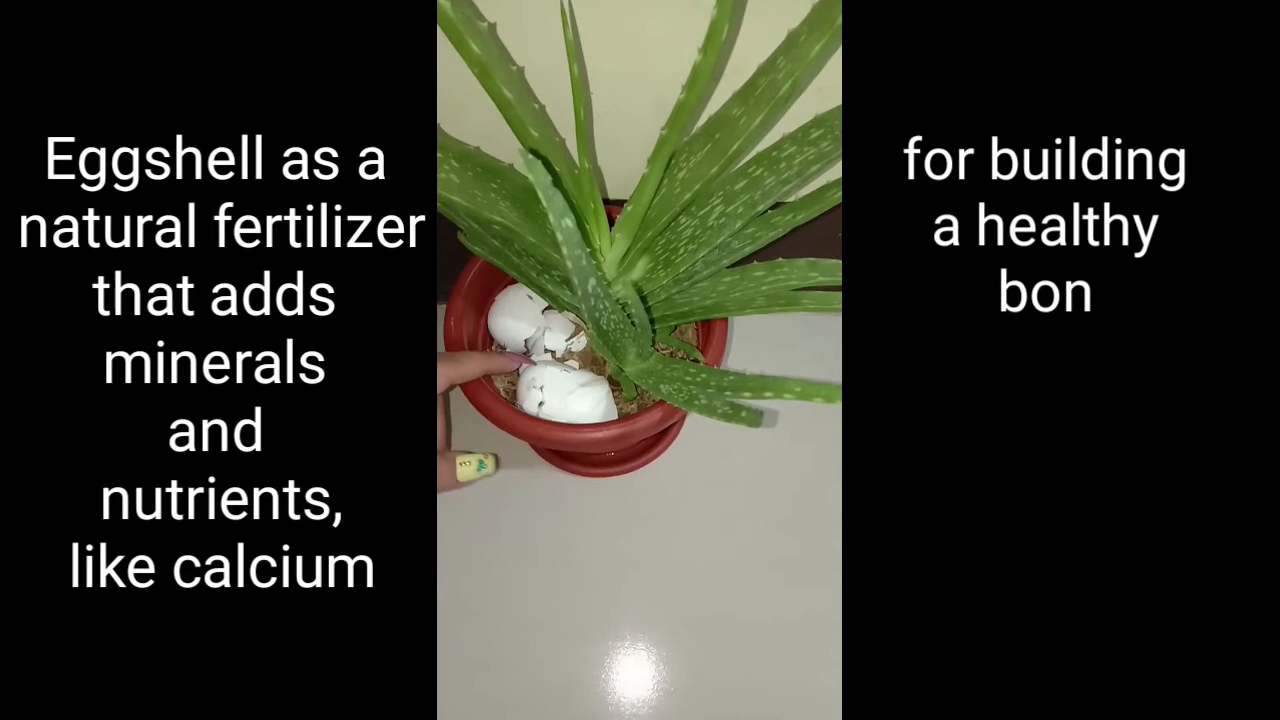 Eggshell as a
natural fertilizer
that adds
minerals
and
nutrients,
like calcium
for building
a healthy
bon